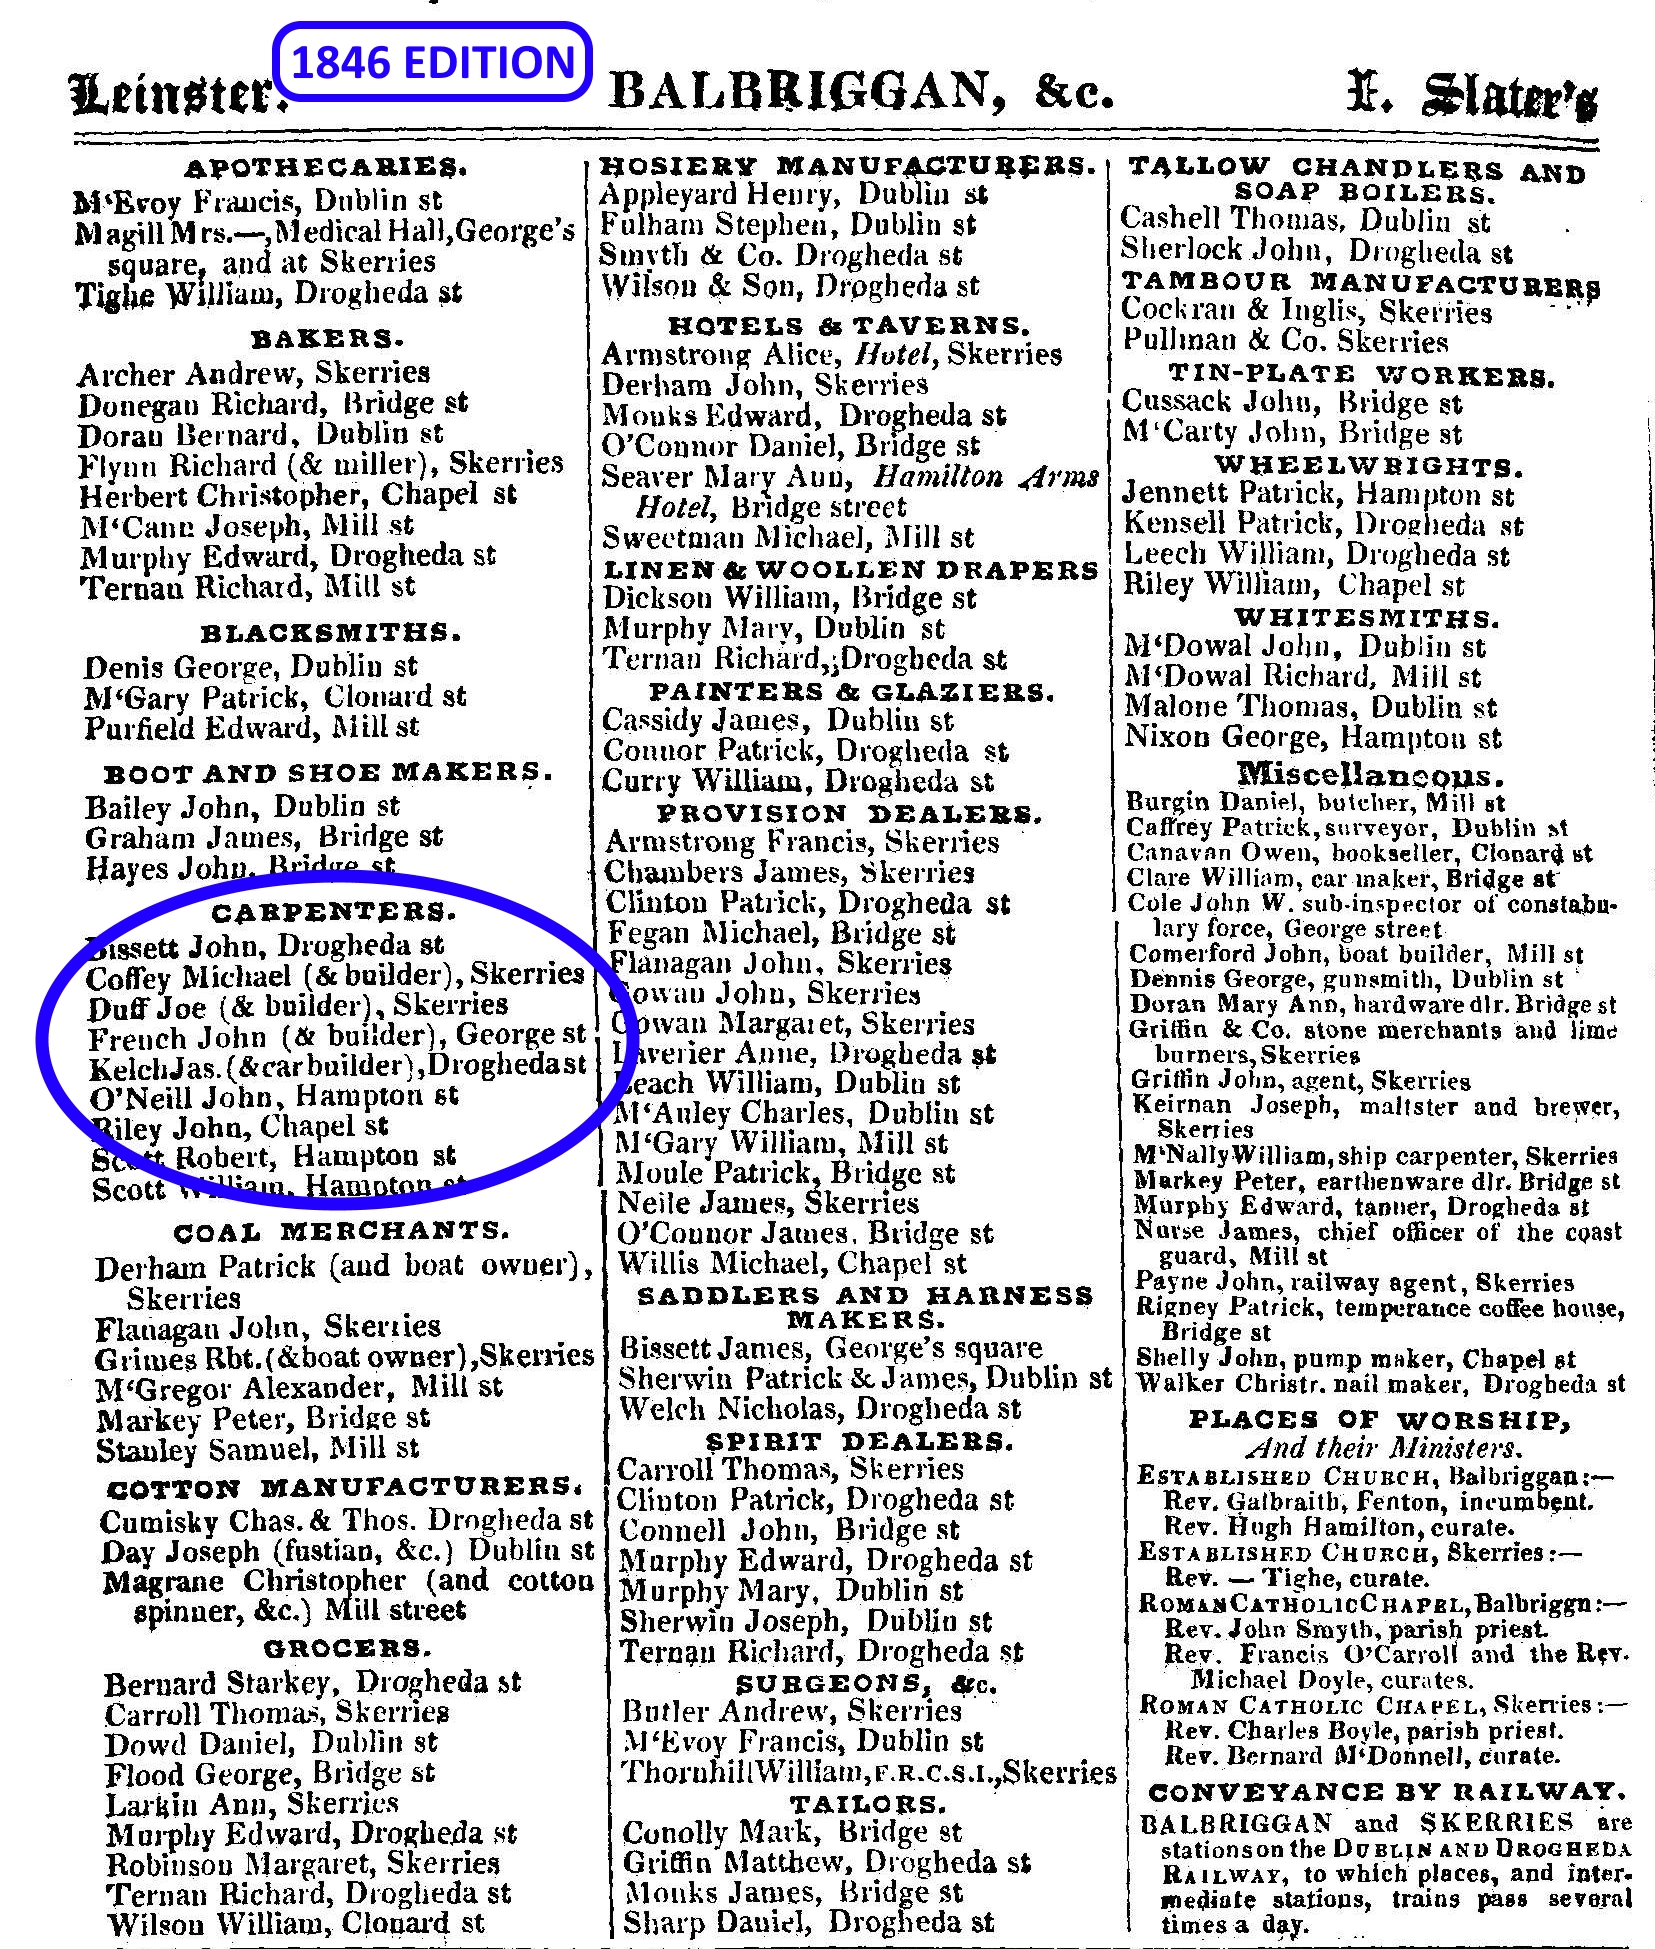 1846 EDITION
Leinster. BALBRIGGAN, &c. I. Slater's
APOTHECARIES.
M'Evoy Francis, Dublin st
Magill Mrs.—, Medical Hall, George's
square, and at Skerries
Tighe William, Drogheda st
BAKERS.
Archer Andrew, Skerries
Donegan Richard, Bridge st
Doran Bernard, Dublin st
Flynn Richard (& miller), Skerries
Herbert Christopher, Chapel st
M'Cann Joseph, Mill st
Murphy Edward, Drogheda st
Ternan Richard, Mill st
BLACKSMITHS.
Denis George, Dublin st
M'Gary Patrick, Clonard st
Purfield Edward, Mill st
BOOT AND SHOE MAKERS.
Bailey John, Dublin st
Graham James, Bridge st
Hayes John, Bridge st
CARPENTERS.
Bissett John, Drogheda st
Coffey Michael (& builder), Skerries
Duff Joe (& builder), Skerries
French John (& builder), George st
Kelch Jas. (& car builder), Drogheda st
O'Neill John, Hampton st
Riley John, Chapel st
Scott Robert, Hampton st
Scott William, Hampton st
COAL MERCHANTS.
Derham Patrick (and boat owner),
Skerries
Flanagan John, Skerries
Grimes Rbt. (& boat owner), Skerries
M'Gregor Alexander, Mill st
Markey Peter, Bridge st
Stanley Samuel, Mill st
COTTON MANUFACTURERS.
Cumisky Chas. & Thos. Drogheda st
Day Joseph (fustian, &c.) Dublin st
Magrane Christopher (and cotton
spinner, &c.) Mill street
GROCERS.
Bernard Starkey, Drogheda st
Carroll Thomas, Skerries
Dowd Daniel, Dublin st
Flood George, Bridge st
Larkin Ann, Skerries
Murphy Edward, Drogheda st
Robinson Margaret, Skerries
Ternan Richard, Drogheda st
Wilson William, Clonard st
HOSIERY MANUFACTURERS.
Appleyard Henry, Dublin st
Fulham Stephen, Dublin st
Smyth & Co. Drogheda st
Wilson & Son, Drogheda st
HOTELS & TAVERNS.
Armstrong Alice, Hotel, Skerries
Derham John, Skerries
Monks Edward, Drogheda st
O'Connor Daniel, Bridge st
Seaver Mary Ann, Hamilton Arms
Hotel, Bridge street
Sweetman Michael, Mill st
LINEN & WOOLLEN DRAPERS
Dickson William, Bridge st
Murphy Mary, Dublin st
Ternan Richard, Drogheda st
PAINTERS & GLAZIERS.
Cassidy James, Dublin st
Connor Patrick, Drogheda st
Curry William, Drogheda st
PROVISION DEALERS.
Armstrong Francis, Skerries
Chambers James, Skerries
Clinton Patrick, Drogheda st
Fegan Michael, Bridge st
Flanagan John, Skerries
Gowan John, Skerries
Gowan Margaret, Skerries
Laverier Anne, Drogheda st
Leach William, Dublin st
M'Auley Charles, Dublin st
M'Gary William, Mill st
Moule Patrick, Bridge st
Neile James, Skerries
O'Connor James, Bridge st
Willis Michael, Chapel st
SADDLERS AND HARNESS
MAKERS.
Bissett James, George's square
Sherwin Patrick & James, Dublin st
Welch Nicholas, Drogheda st
SPIRIT DEALERS.
Carroll Thomas, Skerries
Clinton Patrick, Drogheda st
Connell John, Bridge st
Murphy Edward, Drogheda st
Murphy Mary, Dublin st
Sherwin Joseph, Dublin st
Ternan Richard, Drogheda st
SURGEONS, &c.
Butler Andrew, Skerries
M'Evoy Francis, Dublin st
Thornhill William, F.R.C.S.I., Skerries
TAILORS.
Conolly Mark, Bridge st
Griffin Matthew, Drogheda st
Monks James, Bridge st
Sharp Daniel, Drogheda st
TALLOW CHANDLERS AND
SOAP BOILERS.
Cashell Thomas, Dublin st
Sherlock John, Drogheda st
TAMBOUR MANUFACTURERS
Cockran & Inglis, Skerries
Pullman & Co. Skerries
TIN-PLATE WORKERS.
Cussack John, Bridge st
M'Carty John, Bridge st
WHEELWRIGHTS.
Jennett Patrick, Hampton st
Kensell Patrick, Drogheda st
Leech William, Drogheda st
Riley William, Chapel st
WHITESMITHS.
M'Dowal John, Dublin st
M'Dowal Richard, Mill st
Malone Thomas, Dublin st
Nixon George, Hampton st
Miscellaneous.
Burgin Daniel, butcher, Mill st
Caffrey Patrick, surveyor, Dublin st
Canavan Owen, bookseller, Clonard st
Clare William, car maker, Bridge st
Cole John W. sub-inspector of constabu-
lary force, George street
Comerford John, boat builder, Mill st
Dennis George, gunsmith, Dublin st
Doran Mary Ann, hardware dlr. Bridge st
Griffin & Co. stone merchants and lime
burners, Skerries
Griffin John, agent, Skerries
Keirnan Joseph, maltster and brewer,
Skerries
M'Nally William, ship carpenter, Skerries
Markey Peter, earthenware dlr. Bridge st
Murphy Edward, tanner, Drogheda st
Nurse James, chief officer of the coast
guard, Mill st
Payne John, railway agent, Skerries
Rigney Patrick, temperance coffee house,
Bridge st
Shelly John, pump maker, Chapel st
Walker Christr. nail maker, Drogheda st
PLACES OF WORSHIP,
And their Ministers.
ESTABLISHED CHURCH, Balbriggan:—
Rev. Galbraith, Fenton, incumbent.
Rev. Hugh Hamilton, curate.
ESTABLISHED CHURCH, Skerries:—
Rev. — Tighe, curate.
ROMAN CATHOLIC CHAPEL, Balbriggn:—
Rev. John Smyth, parish priest.
Rev. Francis O'Carroll and the Rev.
Michael Doyle, curates.
ROMAN CATHOLIC CHAPEL, Skerries:—
Rev. Charles Boyle, parish priest.
Rev. Bernard M'Donnell, curate.
CONVEYANCE BY RAILWAY.
BALBRIGGAN and SKERRIES are
stations on the DUBLIN AND DROGHEDA
RAILWAY, to which places, and inter-
mediate stations, trains pass several
times a day.